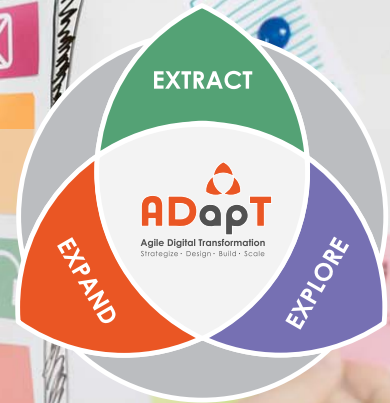 EXTRACT
ADapT
Agile Digital Transformation
Strategize · Design · Build · Scale
EXPAND
EXPLORE